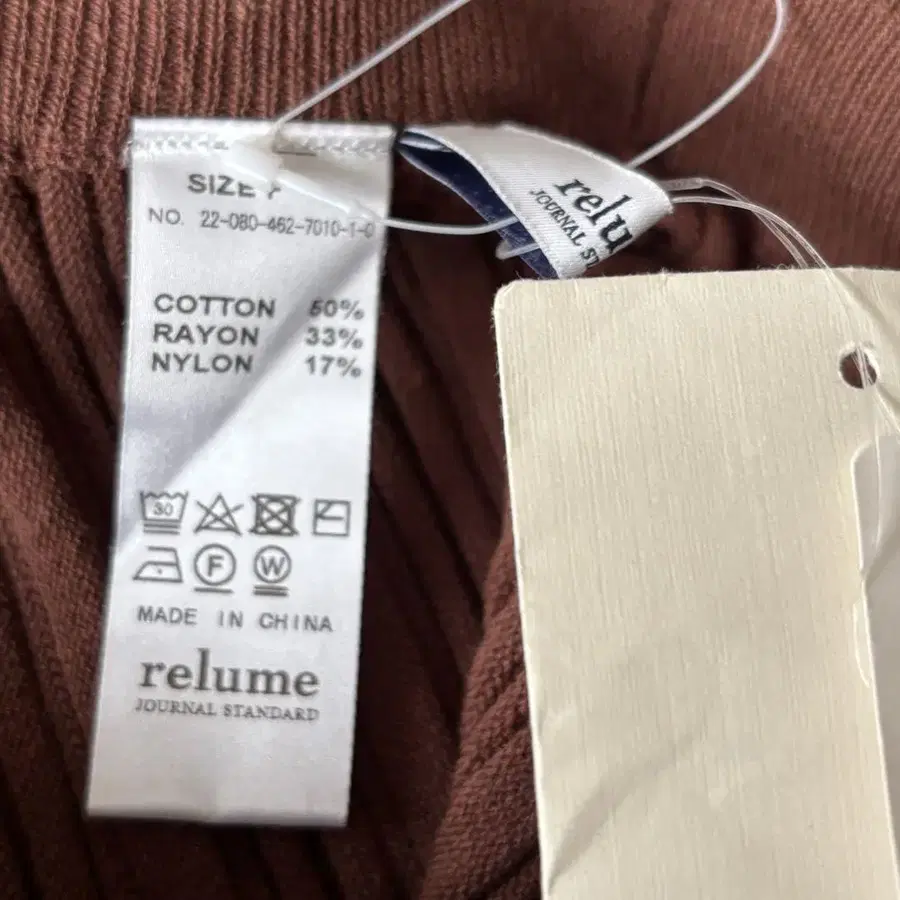 SIZE
NO. 22-080-462-7010-1-0
COTTON 50%
RAYON 33%
NYLON 17%
30
F W
MADE IN CHINA
relume
JOURNAL STANDARD
relu
JOURNAL